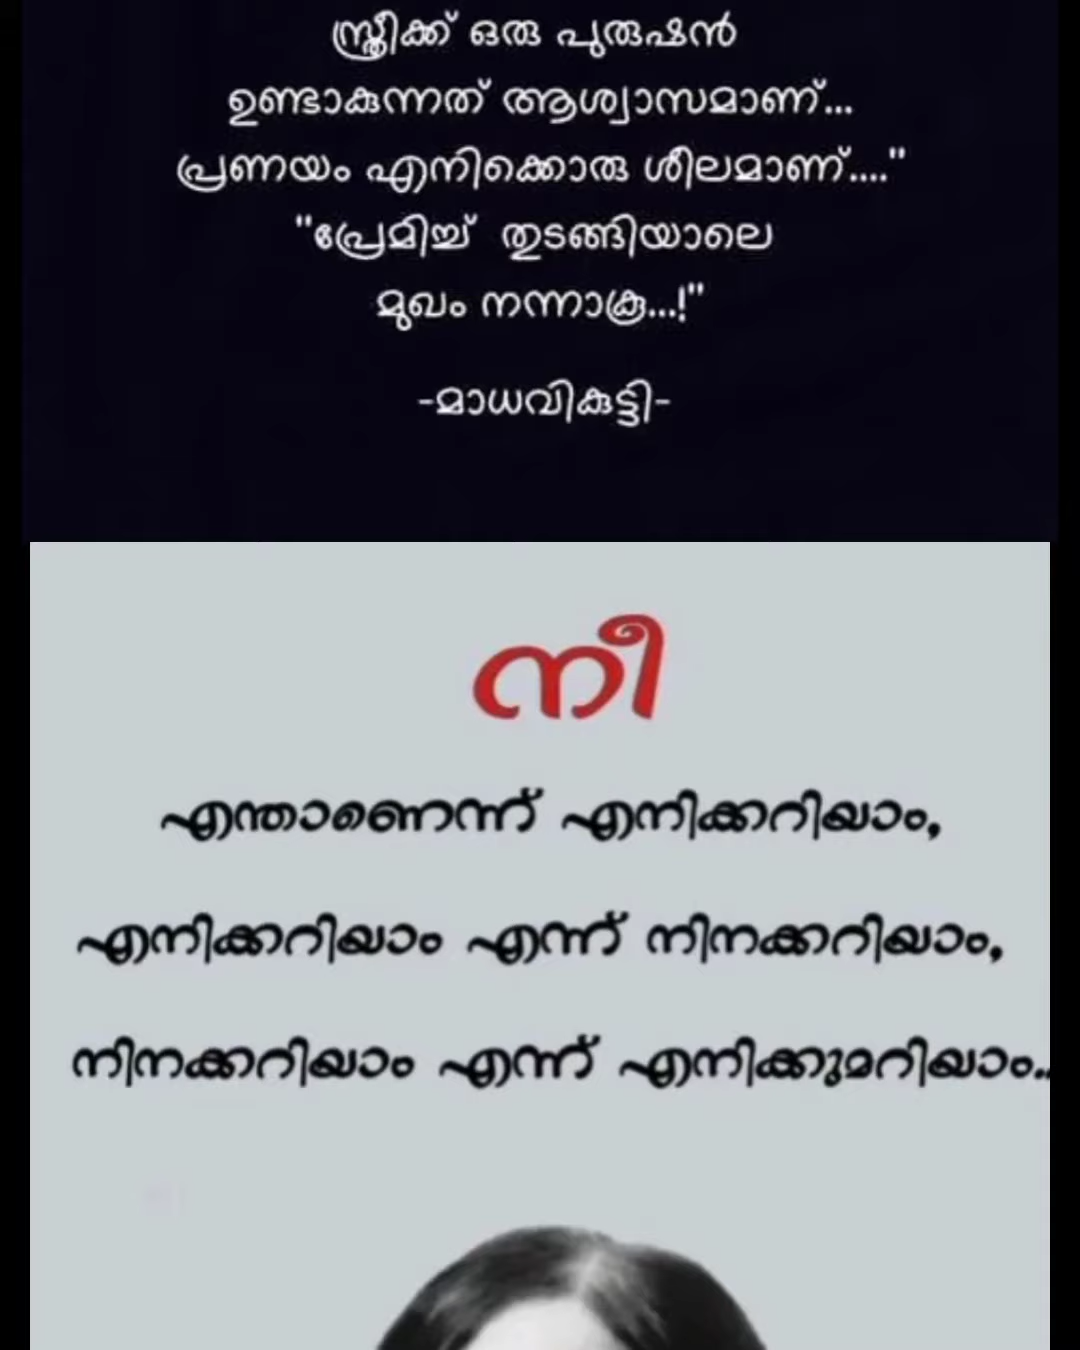 സ്ത്രീക്ക് ഒരു പുരുഷൻ
ഉണ്ടാകുന്നത് ആശ്വാസമാണ്...
പ്രണയം എനിക്കൊരു ശീലമാണ്...."
"പ്രേമിച്ച് തുടങ്ങിയാലെ
മുഖം നന്നാകൂ...!"
-മാധവികുട്ടി-
നീ
എന്താണെന്ന് എനിക്കറിയാം,
എനിക്കറിയാം എന്ന് നിനക്കറിയാം,
നിനക്കറിയാം എന്ന് എനിക്കുമറിയാം..